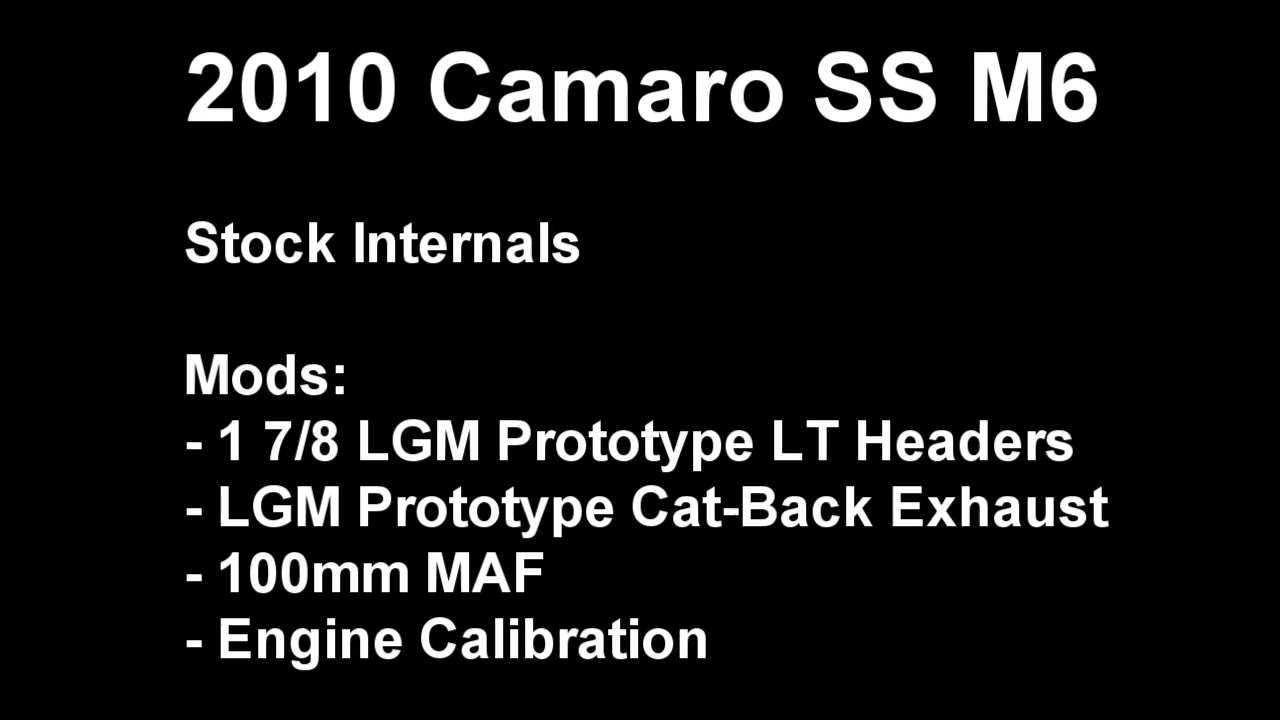 2010 Camaro SS M6
Stock Internals
Mods:
- 1 7/8 LGM Prototype LT Headers
- LGM Prototype Cat-Back Exhaust
- 100mm MAF
- Engine Calibration